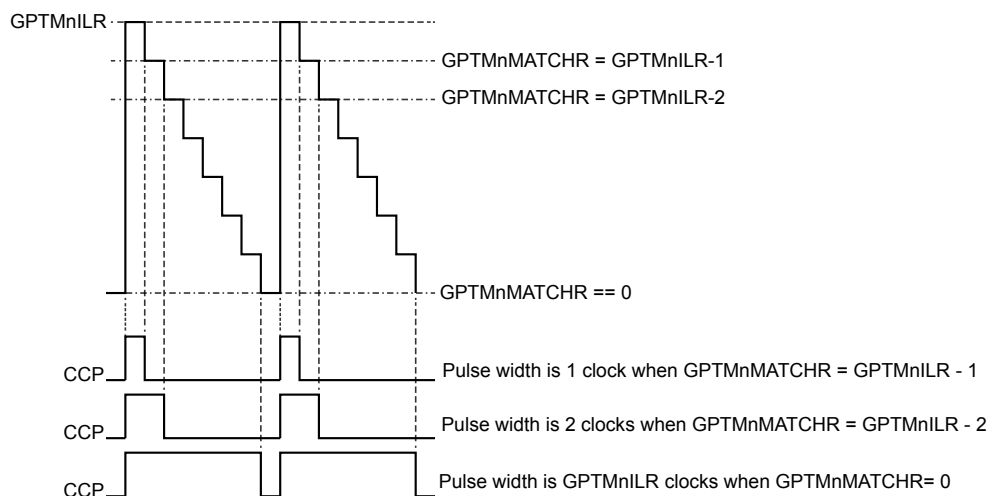 GPTMnILR
GPTMnMATCHR = GPTMnILR-1
GPTMnMATCHR = GPTMnILR-2
GPTMnMATCHR == 0
CCP
Pulse width is 1 clock when GPTMnMATCHR = GPTMnILR - 1
CCP
Pulse width is 2 clocks when GPTMnMATCHR = GPTMnILR - 2
CCP
Pulse width is GPTMnILR clocks when GPTMnMATCHR= 0